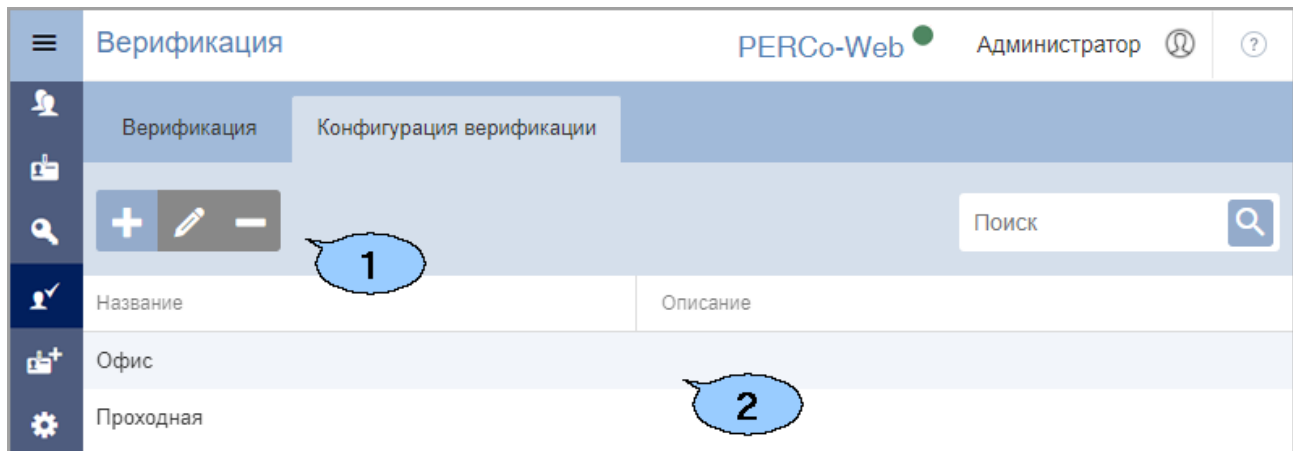 Верификация PERCo-Web Администратор ?
Верификация Конфигурация верификации
Поиск
1
Название Описание
Офис
2
Проходная